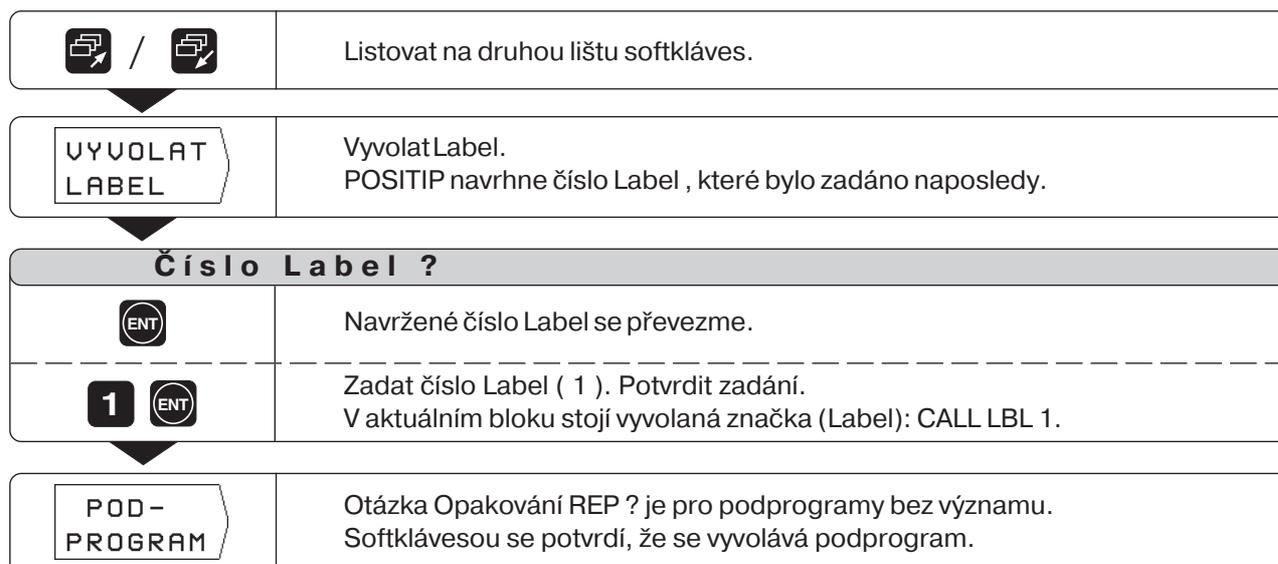 / Listovat na druhou lištu softkláves.
VYVOLAT
LABEL
Vyvolat Label.
POSITIP navrhne číslo Label , které bylo zadáno naposledy.
Číslo Label ?
ENT Navržené číslo Label se převezme.
1 ENT
Zadat číslo Label ( 1 ). Potvrdit zadání.
V aktuálním bloku stojí vyvolaná značka (Label): CALL LBL 1.
POD-
PROGRAM
Otázka Opakování REP ? je pro podprogramy bez významu.
Softklávesou se potvrdí, že se vyvolává podprogram.